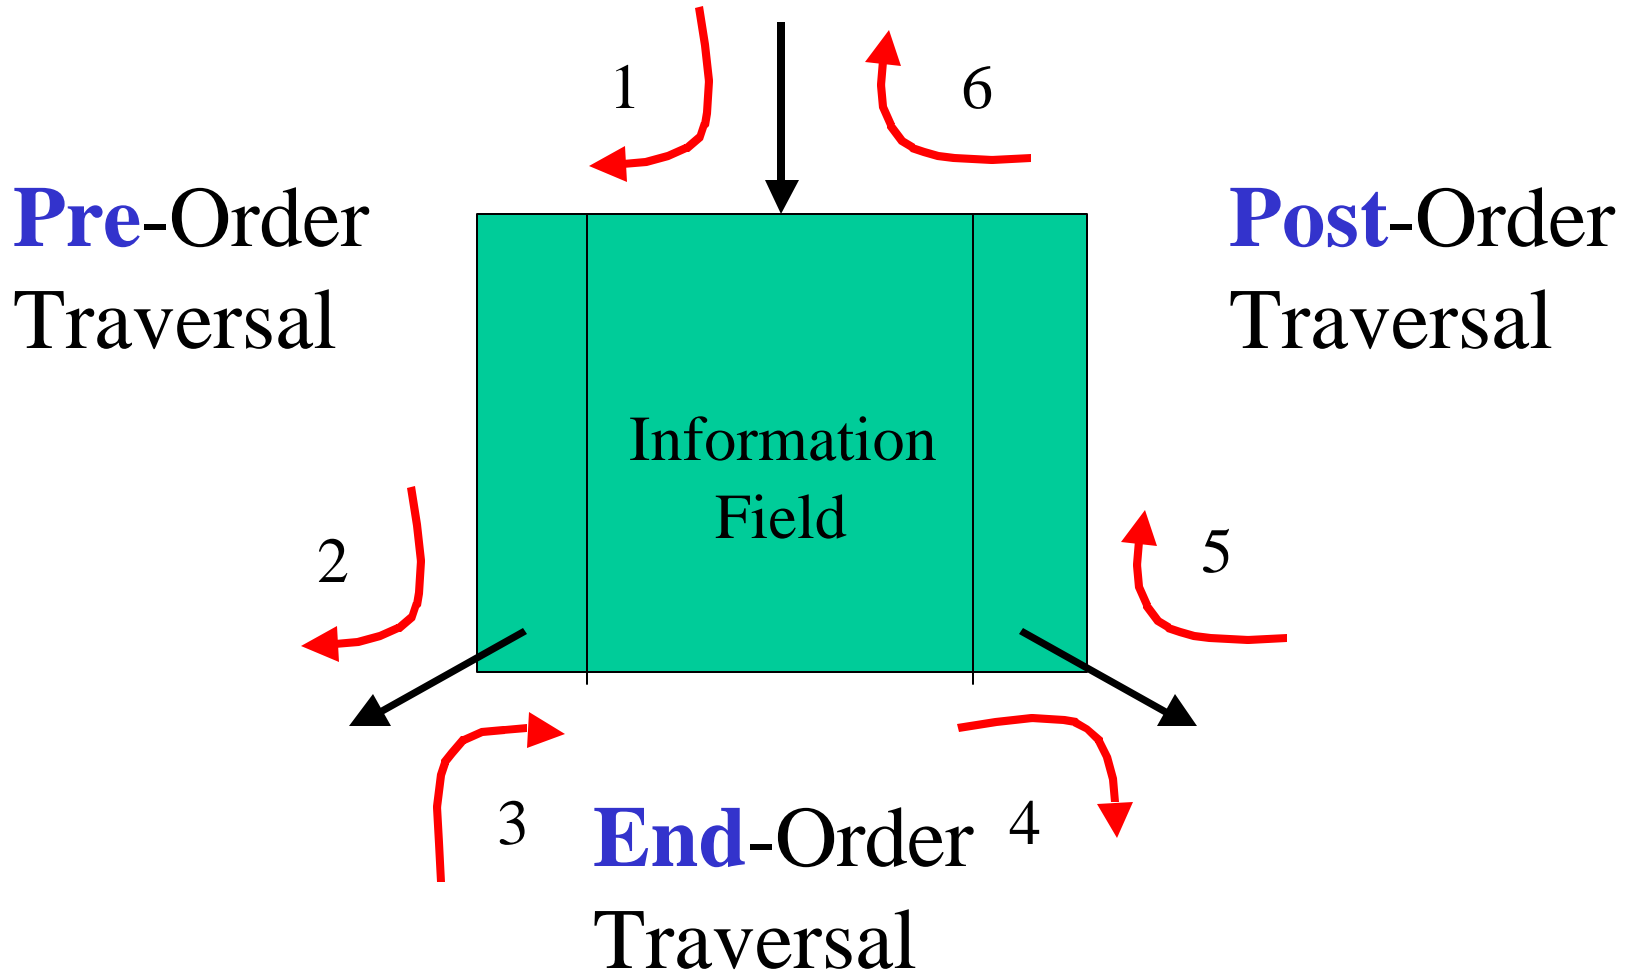 1
6
Pre-Order
Traversal
Post-Order
Traversal
Information
Field
2
5
3
End-Order
Traversal
4